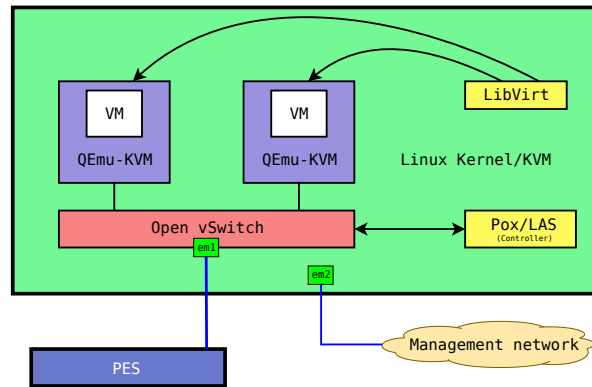 LibVirt
VM
VM
QEmu-KVM
QEmu-KVM
Linux Kernel/KVM
Open vSwitch
Pox/LAS
(Controller)
em1
em2
Management network
PES